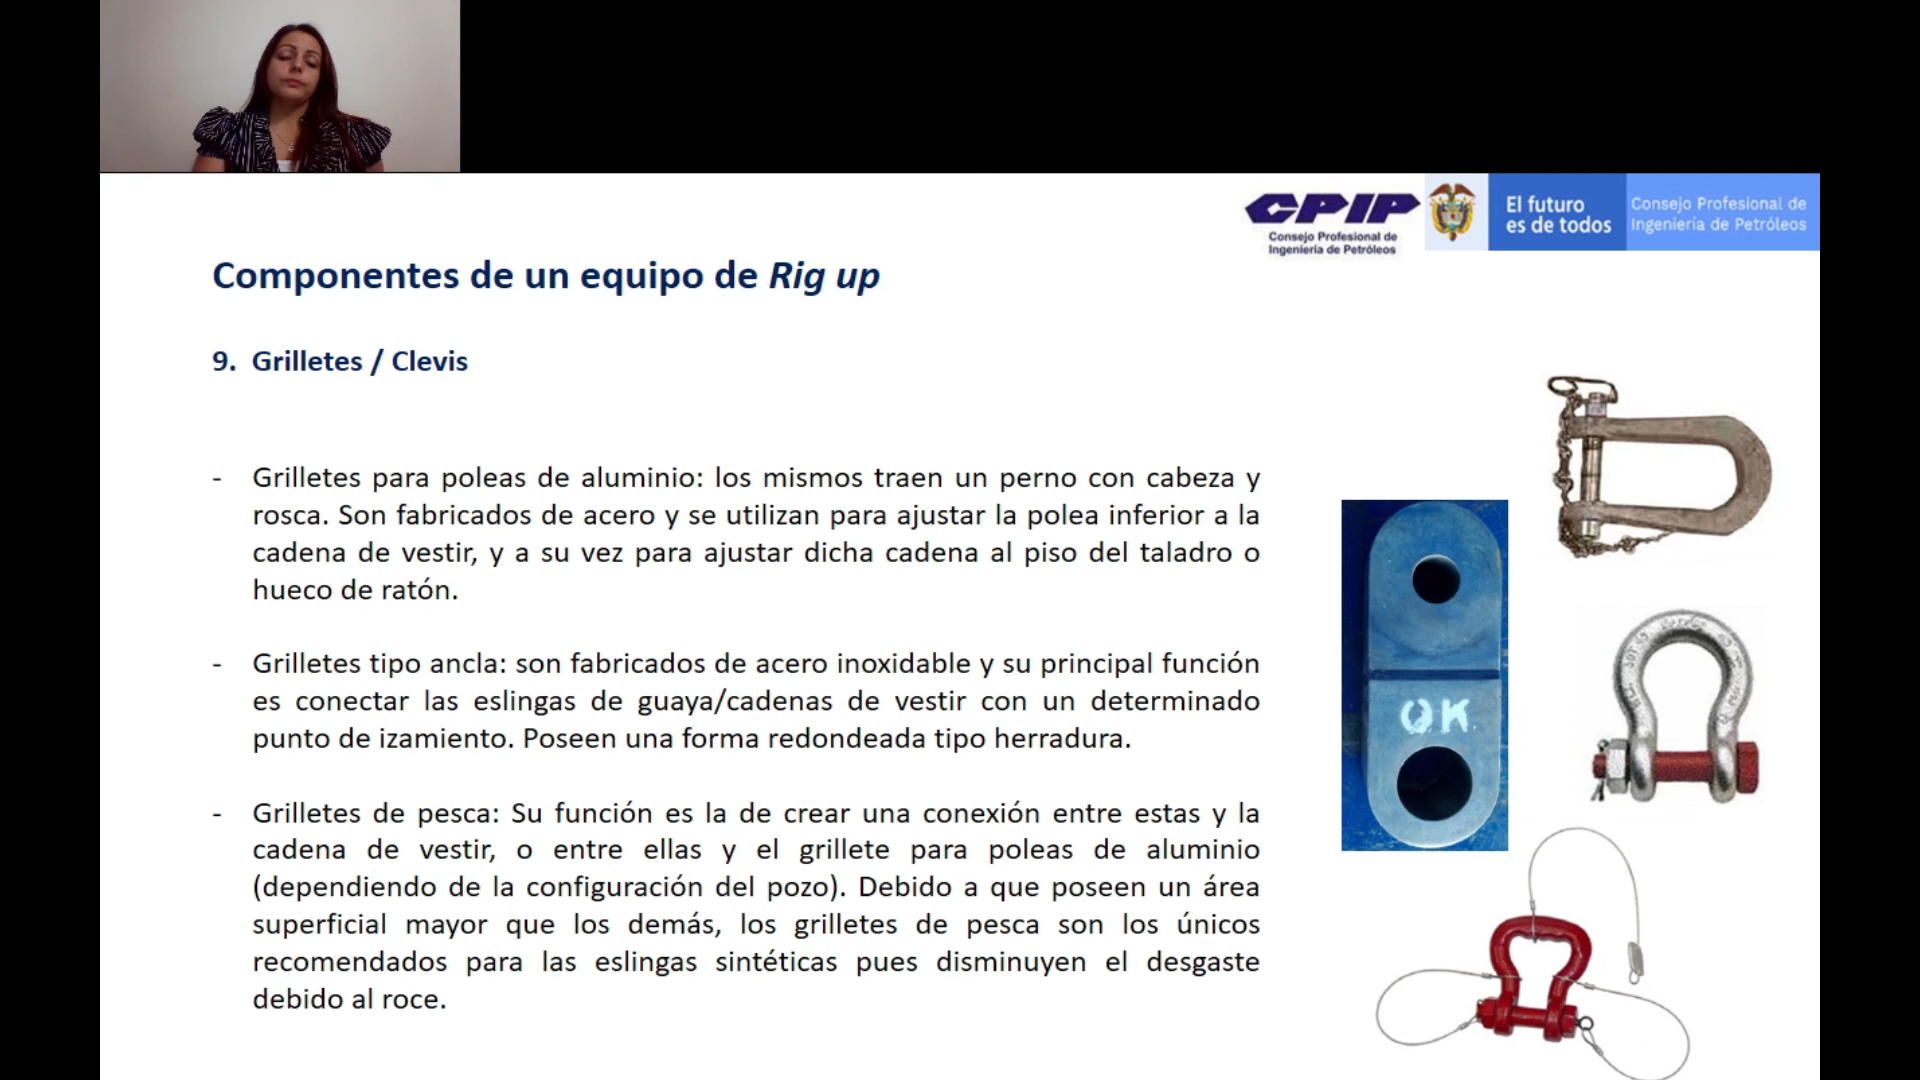 CPIP
Consejo Profesional de
Ingeniería de Petróleos
El futuro
es de todos
Consejo Profesional de
Ingeniería de Petróleos
Componentes de un equipo de Rig up
9. Grilletes / Clevis
- Grilletes para poleas de aluminio: los mismos traen un perno con cabeza y
rosca. Son fabricados de acero y se utilizan para ajustar la polea inferior a la
cadena de vestir, y a su vez para ajustar dicha cadena al piso del taladro o
hueco de ratón.
- Grilletes tipo ancla: son fabricados de acero inoxidable y su principal función
es conectar las eslingas de guaya/cadenas de vestir con un determinado
punto de izamiento. Poseen una forma redondeada tipo herradura.
- Grilletes de pesca: Su función es la de crear una conexión entre estas y la
cadena de vestir, o entre ellas y el grillete para poleas de aluminio
(dependiendo de la configuración del pozo). Debido a que poseen un área
superficial mayor que los demás, los grilletes de pesca son los únicos
recomendados para las eslingas sintéticas pues disminuyen el desgaste
debido al roce.
OK